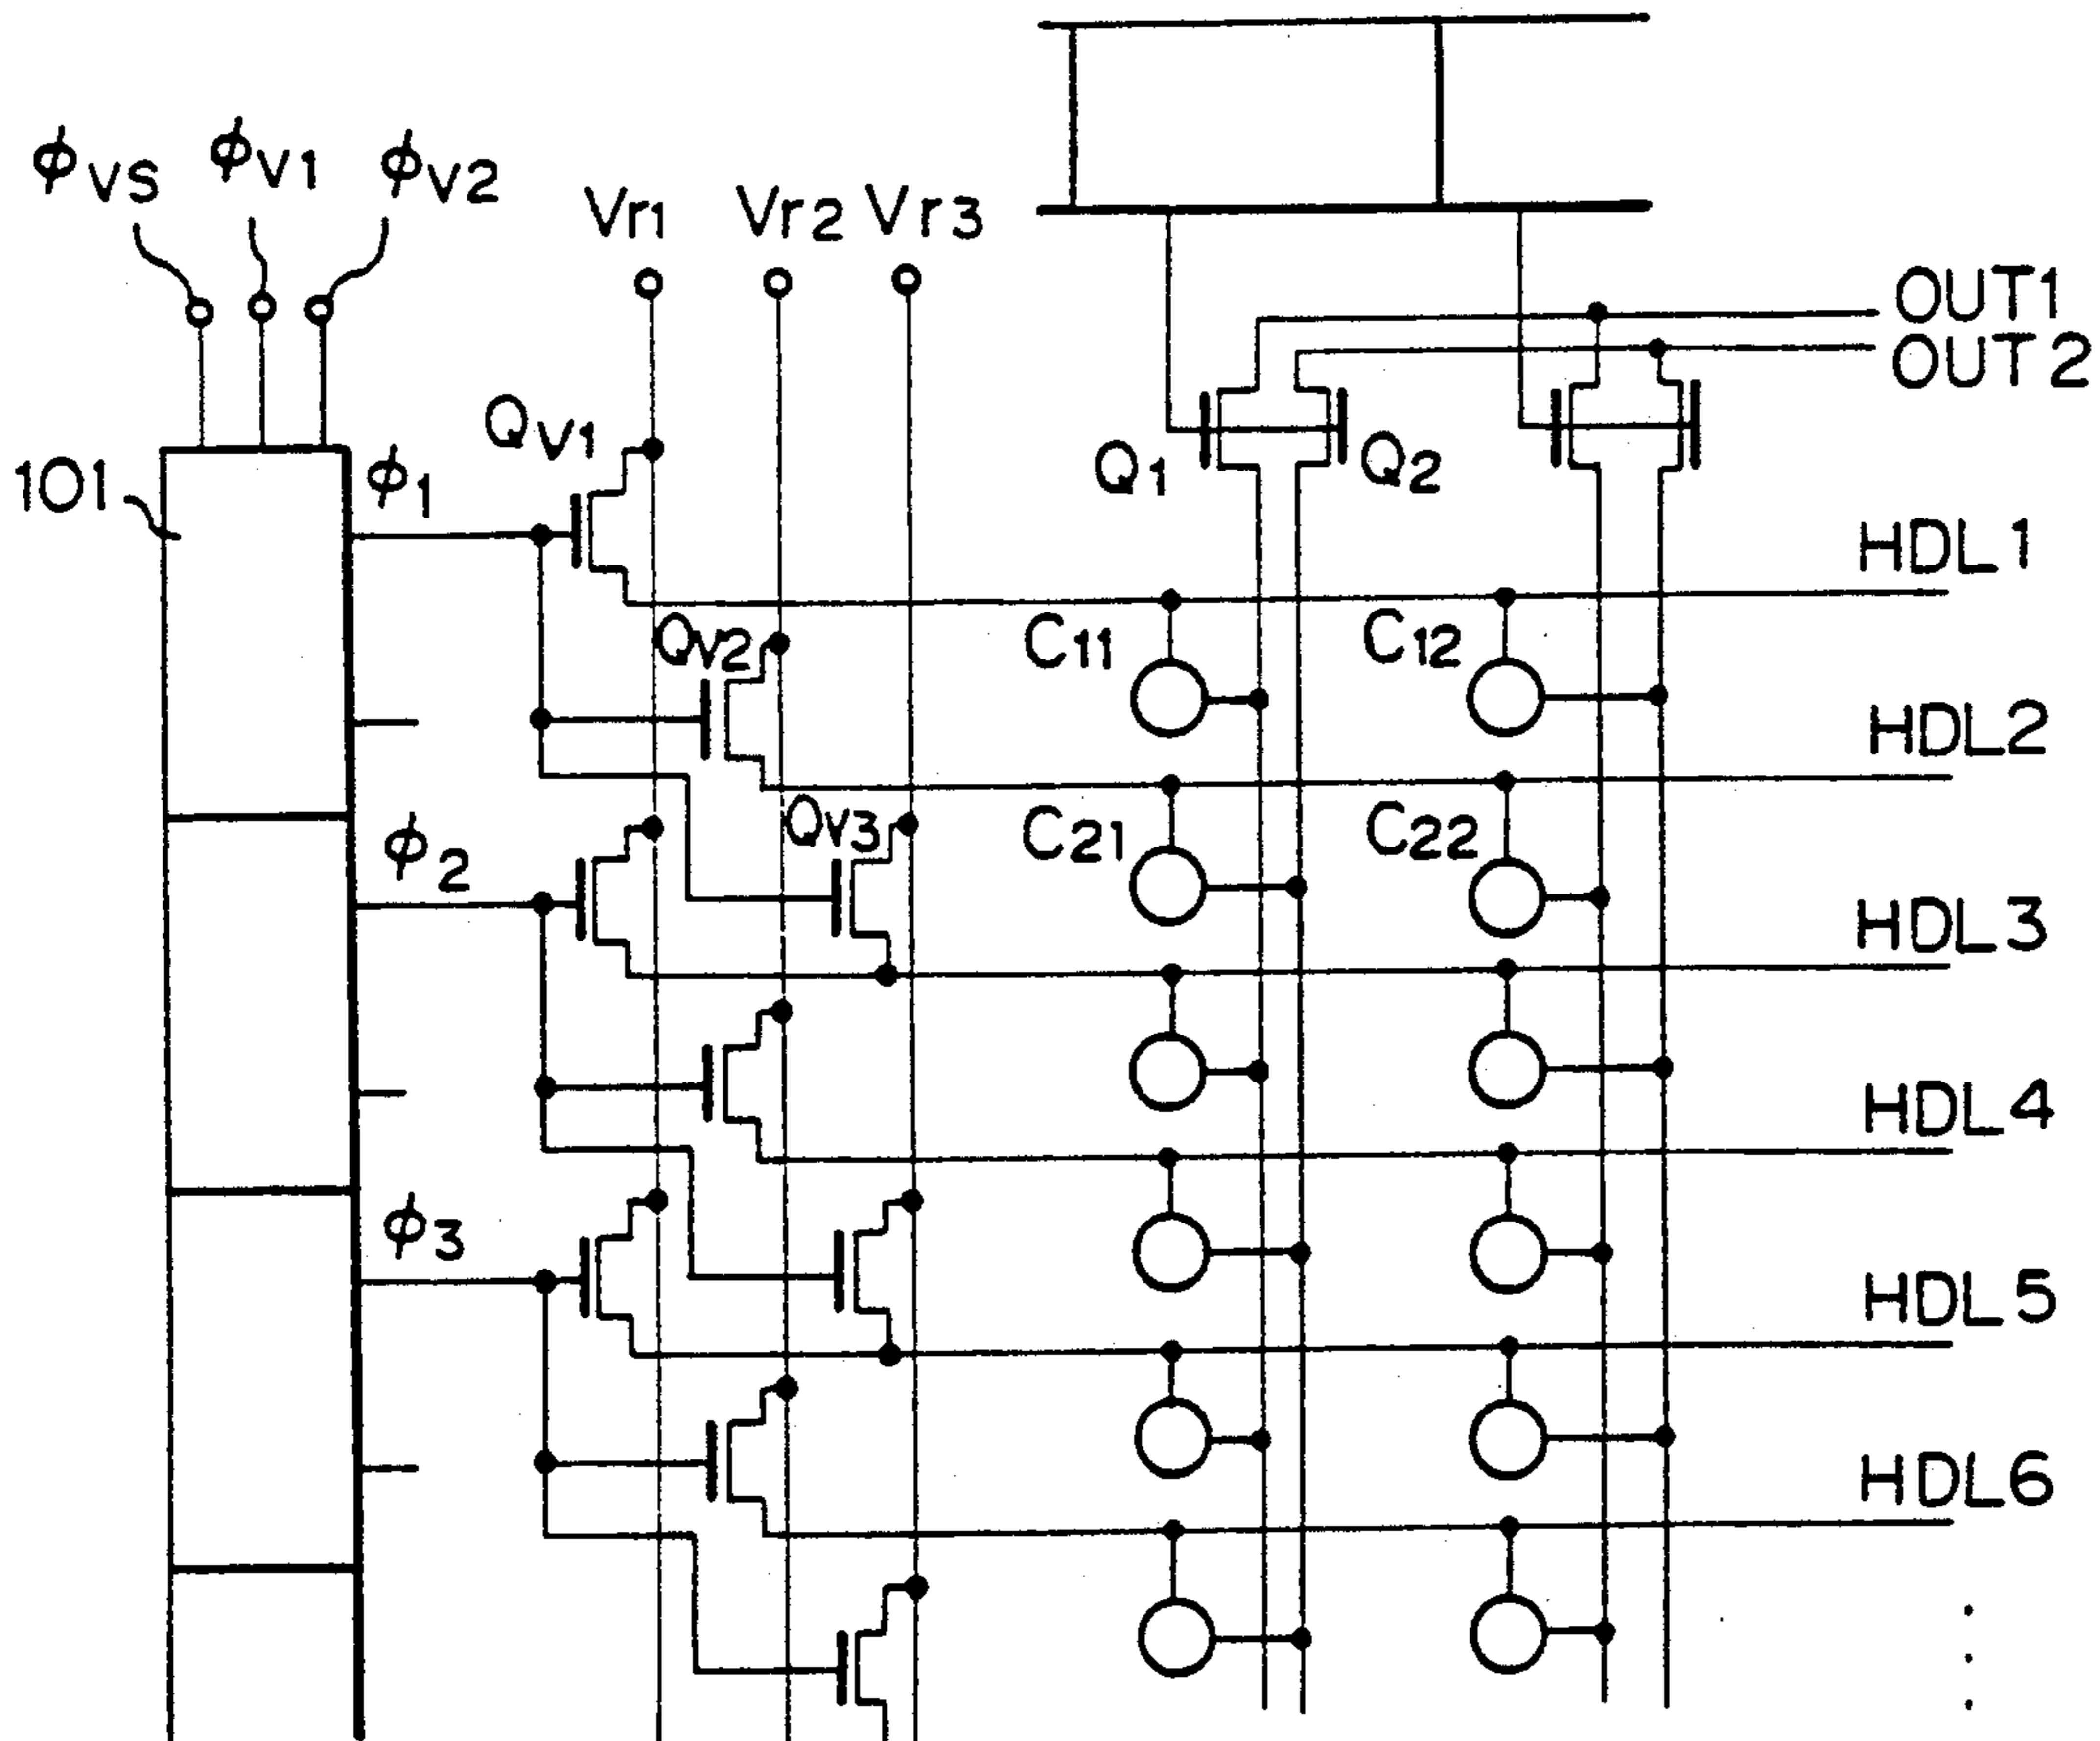 ϕVS ϕV1 ϕV2
Vr1 Vr2 Vr3
OUT1
OUT2
QV1
Q1 Q2
101
ϕ1
HDL1
QV2
C11 C12
HDL2
QV3
C21 C22
ϕ2
HDL3
HDL4
ϕ3
HDL5
HDL6